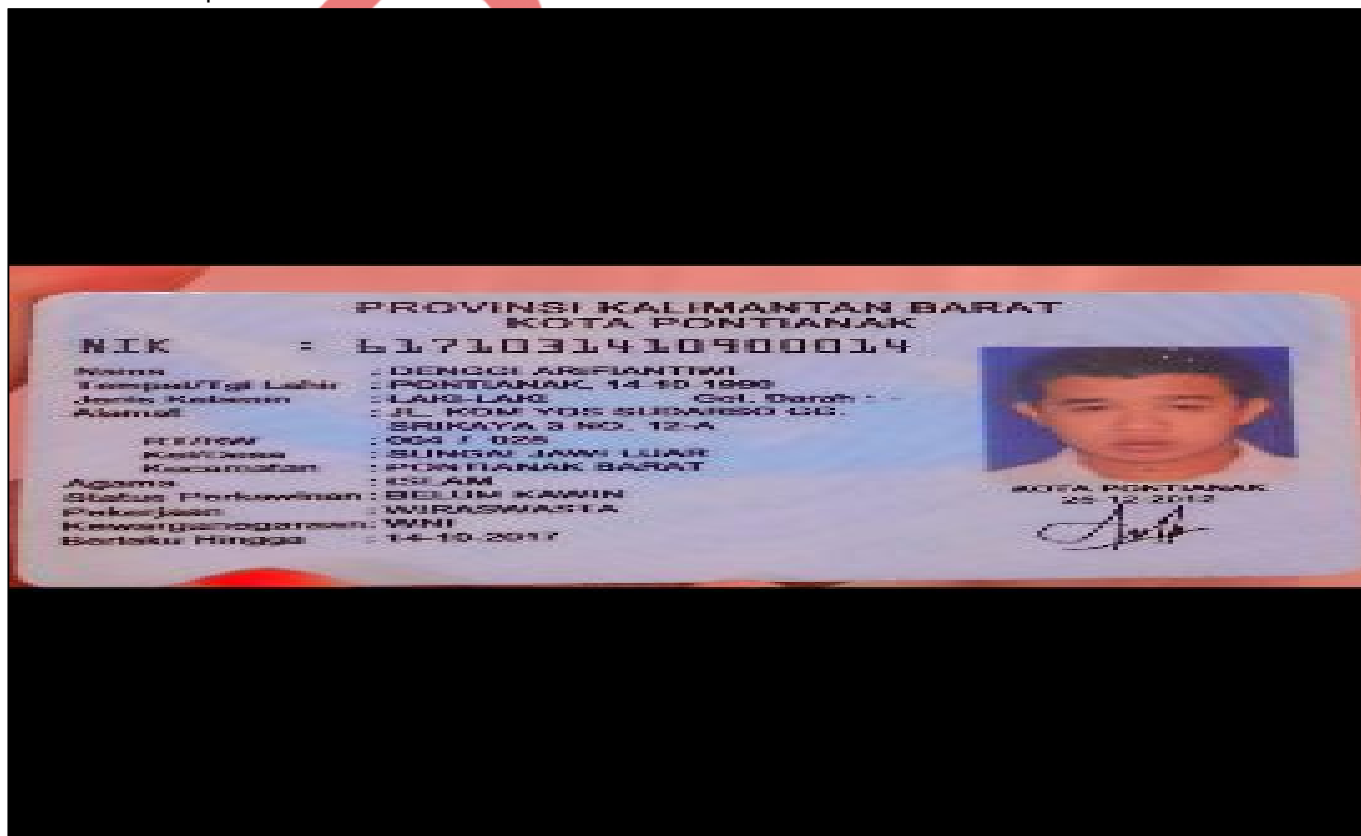 PROVINSI KALIMANTAN BARAT
KOTA PONTIANAK
NIK : 6171031410900014
Nama : DENGGI ARIFIANTIWI
Tempat/Tgl Lahir : PONTIANAK, 14-10-1990
Jenis Kelamin : LAKI-LAKI Gol. Darah : -
Alamat : JL. KOM YOS SUDARSO GG.
SRIKAYA 3 NO. 12-A
RT/RW : 004 / 025
Kel/Desa : SUNGAI JAWI LUAR
Kecamatan : PONTIANAK BARAT
Agama : ISLAM
Status Perkawinan : BELUM KAWIN
Pekerjaan : WIRASWASTA
Kewarganegaraan : WNI
Berlaku Hingga : 14-10-2017
KOTA PONTIANAK
25-12-2012